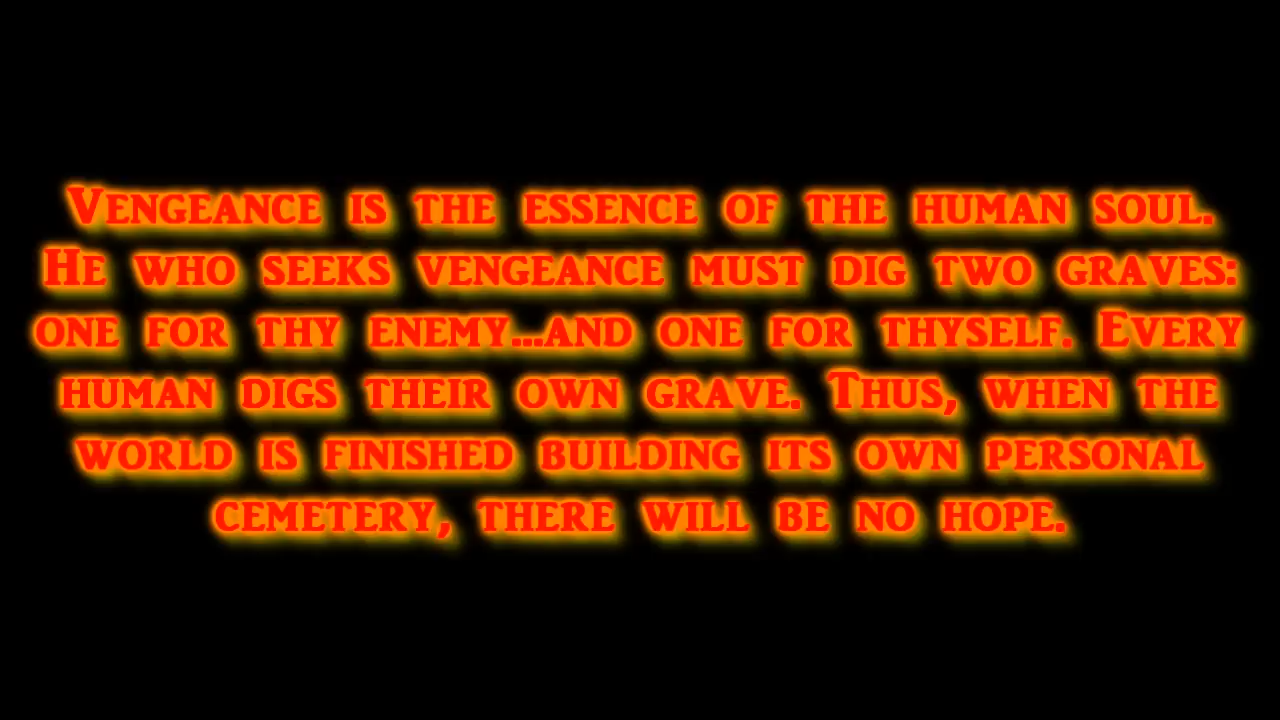 Vengeance is the essence of the human soul.
He who seeks vengeance must dig two graves:
one for thy enemy...and one for thyself. Every
human digs their own grave. Thus, when the
world is finished building its own personal
cemetery, there will be no hope.